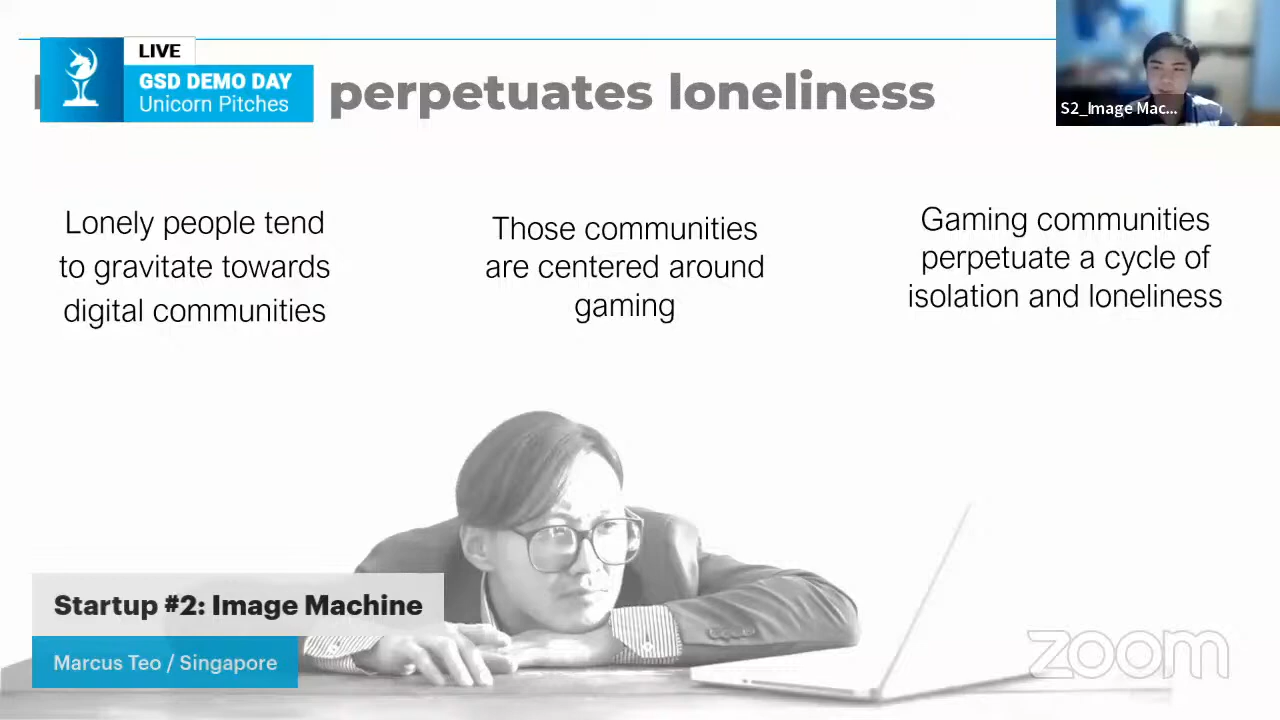 LIVE
GSD DEMO DAY
Unicorn Pitches
perpetuates loneliness
S2_Image Mac...
Lonely people tend
to gravitate towards
digital communities
Those communities
are centered around
gaming
Gaming communities
perpetuate a cycle of
isolation and loneliness
Startup #2: Image Machine
Marcus Teo / Singapore
zoom